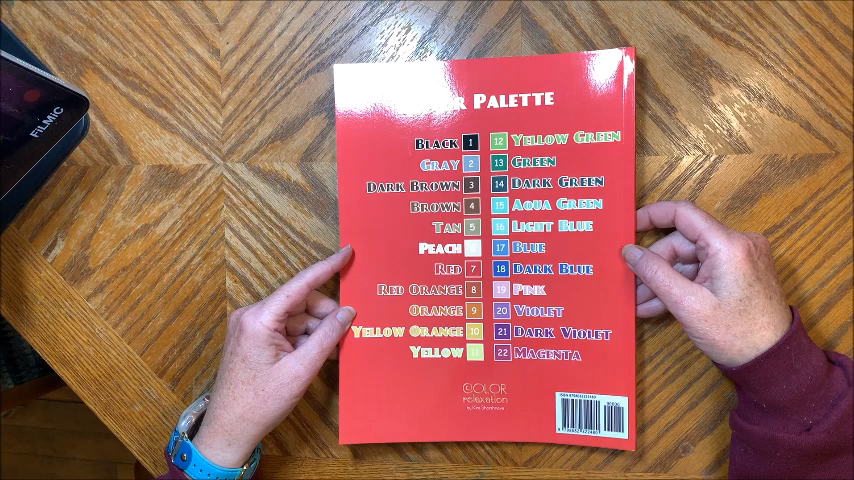 FiLMiC
PALETTE
BLACK 1
GRAY 2
DARK BROWN 3
BROWN 4
TAN 5
PEACH
RED 7
RED ORANGE 8
ORANGE 9
YELLOW ORANGE 10
YELLOW 11
12 YELLOW GREEN
13 GREEN
14 DARK GREEN
15 AQUA GREEN
16 LIGHT BLUE
17 BLUE
18 DARK BLUE
19 PINK
20 VIOLET
21 DARK VIOLET
22 MAGENTA
COLOR
relaxation